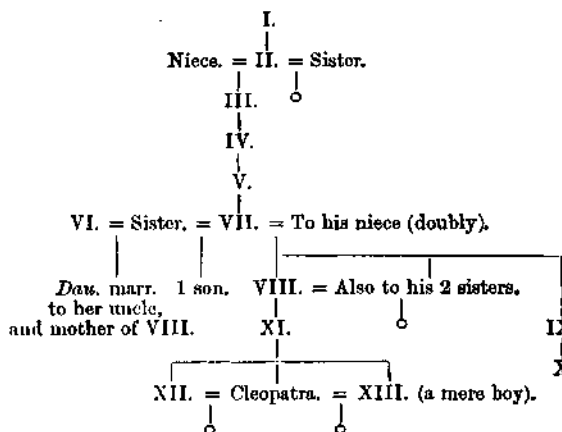 I.
Niece. = II. = Sister.
III.
IV.
V.
VI. = Sister. = VII. = To his niece (doubly).
Dau. marr. 1 son. VIII. = Also to his 2 sisters.
to her uncle,
and mother of VIII. XI. IX
X
XII. = Cleopatra. = XIII. (a mere boy).